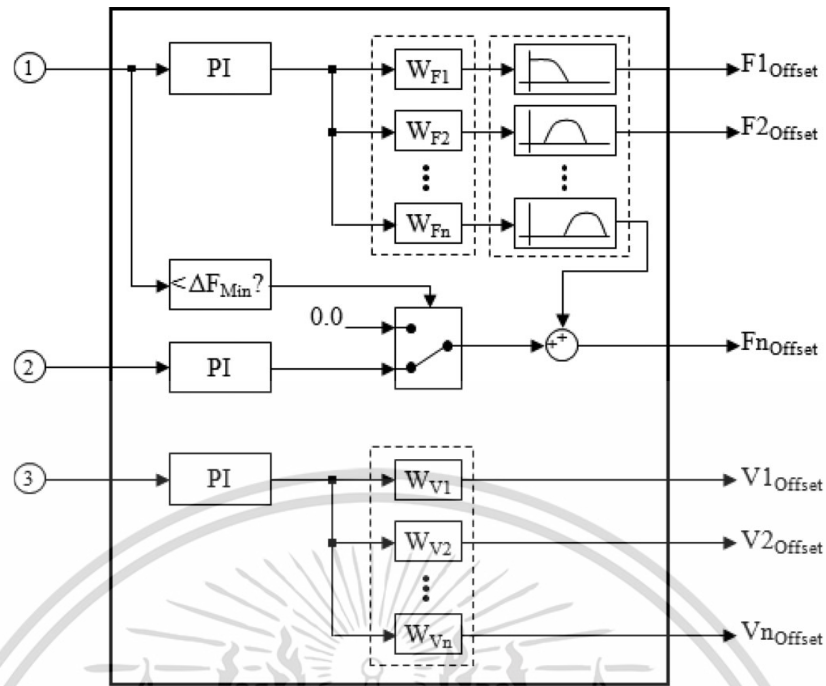 1
PI
W_F1
F1_Offset
W_F2
F2_Offset
W_Fn
<ΔF_Min?
0.0
+
+
Fn_Offset
2
PI
3
PI
W_V1
V1_Offset
W_V2
V2_Offset
W_Vn
Vn_Offset